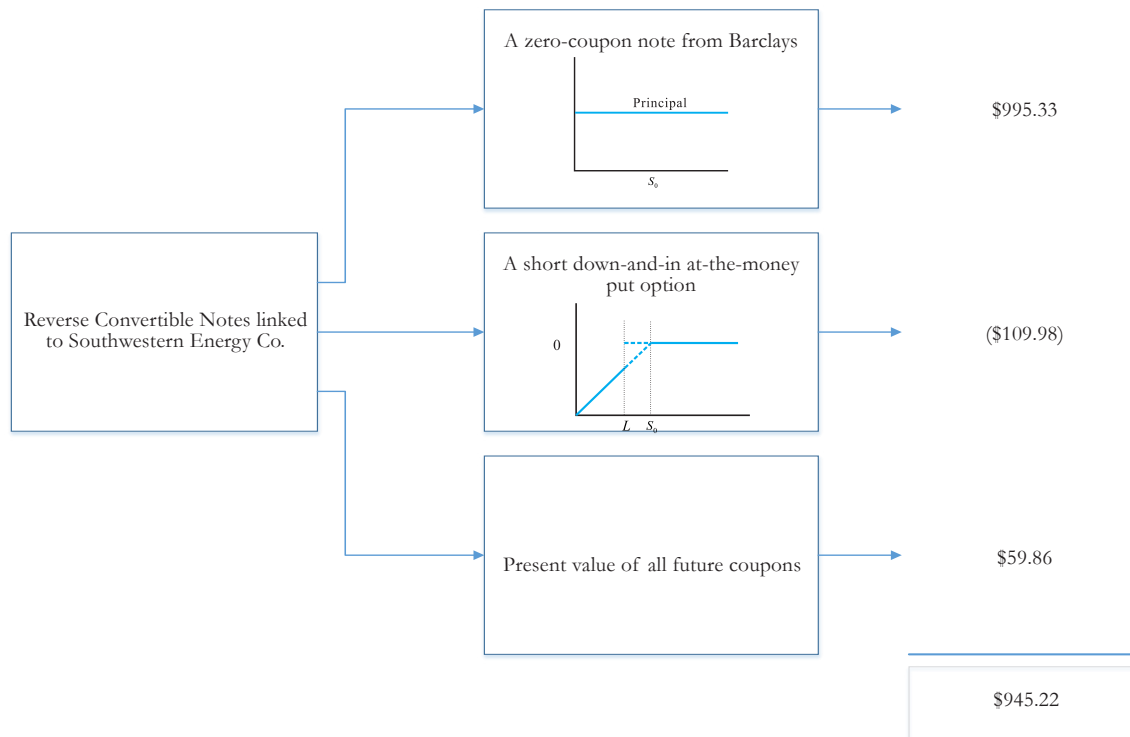 A zero-coupon note from Barclays
Principal
S₀
$995.33
Reverse Convertible Notes linked
to Southwestern Energy Co.
A short down-and-in at-the-money
put option
0
L S₀
($109.98)
Present value of all future coupons
$59.86
$945.22